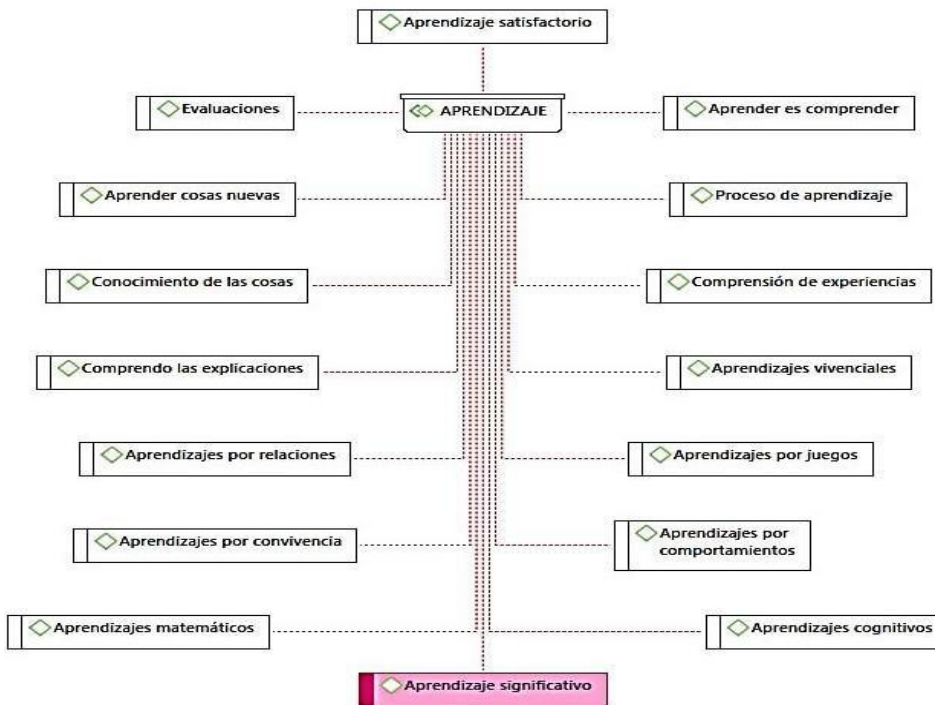 Aprendizaje satisfactorio
Evaluaciones
APRENDIZAJE
Aprender es comprender
Aprender cosas nuevas
Proceso de aprendizaje
Conocimiento de las cosas
Comprensión de experiencias
Comprendo las explicaciones
Aprendizajes vivenciales
Aprendizajes por relaciones
Aprendizajes por juegos
Aprendizajes por convivencia
Aprendizajes por
comportamientos
Aprendizajes matemáticos
Aprendizajes cognitivos
Aprendizaje significativo